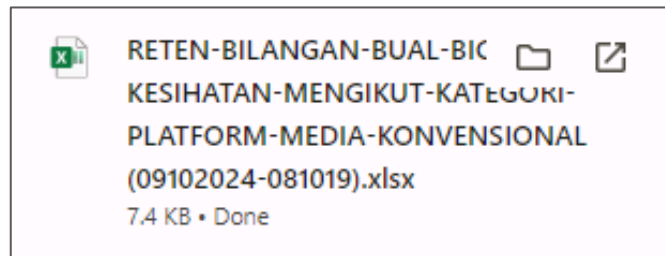 RETEN-BILANGAN-BUAL-BIC
KESIHATAN-MENGIKUT-KATEGORI-
PLATFORM-MEDIA-KONVENSIONAL
(09102024-081019).xlsx
7.4 KB • Done